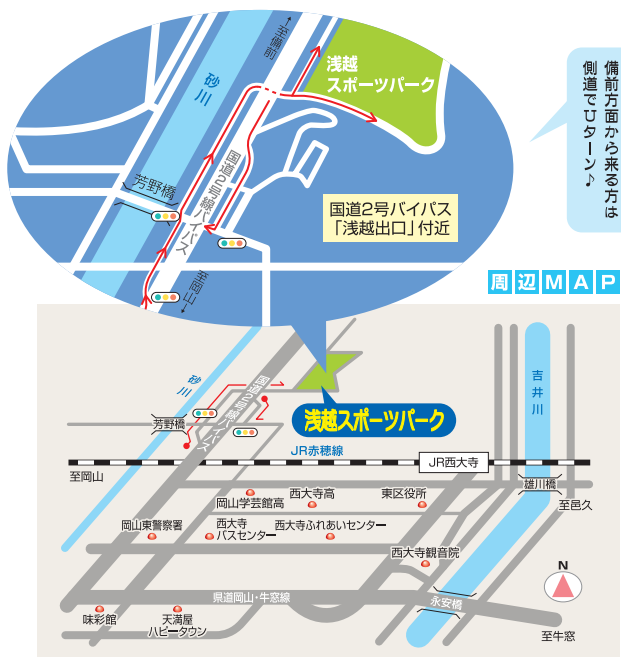 至備前
浅越
スポーツパーク
砂川
芳野橋
国道2号線バイパス
至岡山
国道2号バイパス
「浅越出口」付近
備前方面から来る方は
側道でUターン♪
周辺MAP
砂川
国道2号線バイパス
芳野橋
浅越スポーツパーク
吉井川
JR赤穂線
JR西大寺
至岡山
雄川橋
至邑久
岡山学芸館高
西大寺高
東区役所
岡山東警察署
西大寺
バスセンター
西大寺ふれあいセンター
西大寺観音院
N
県道岡山・牛窓線
永安橋
味彩館
天満屋
ハピータウン
至牛窓